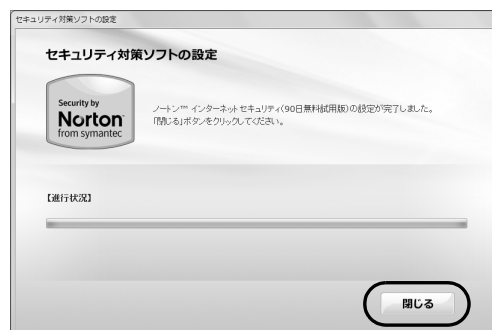 セキュリティ対策ソフトの設定
セキュリティ対策ソフトの設定
Security by
Norton
from symantec
ノートン™ インターネットセキュリティ(90日無料試用版)の設定が完了しました。
「閉じる」ボタンをクリックしてください。
【進行状況】
閉じる